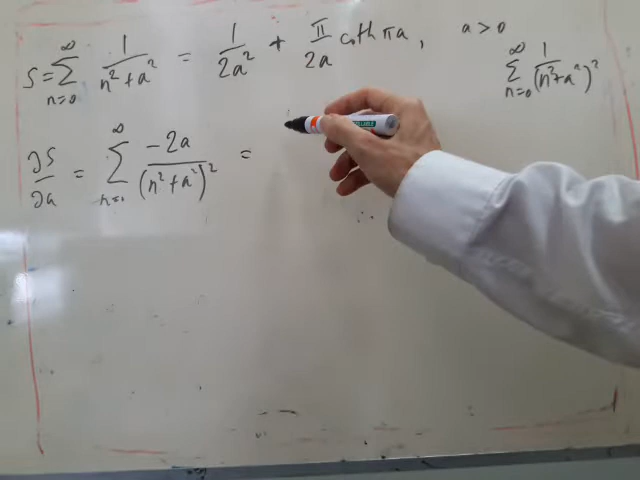 S = ∑_{n=0}^{∞} 1/(n²+a²) = 1/(2a²) + π/(2a) coth πa, a > 0
∑_{n=0}^{∞} 1/(n²+a²)²
∂S/∂a = ∑_{n=0}^{∞} -2a/(n²+a²)² =